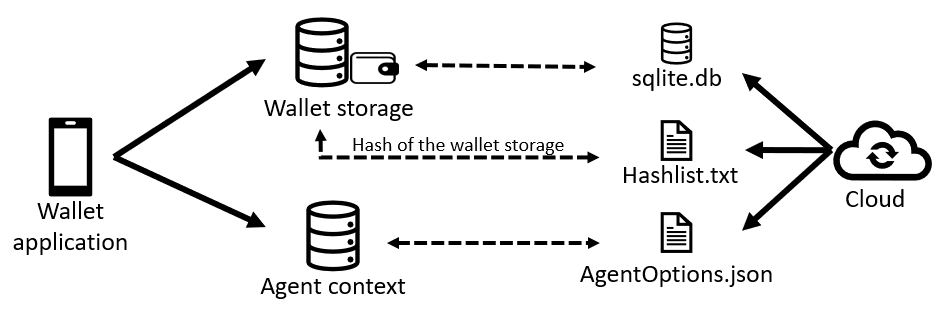 sqlite.db
Wallet storage
Hash of the wallet storage
Hashlist.txt
Wallet
application
Cloud
Agent context
AgentOptions.json